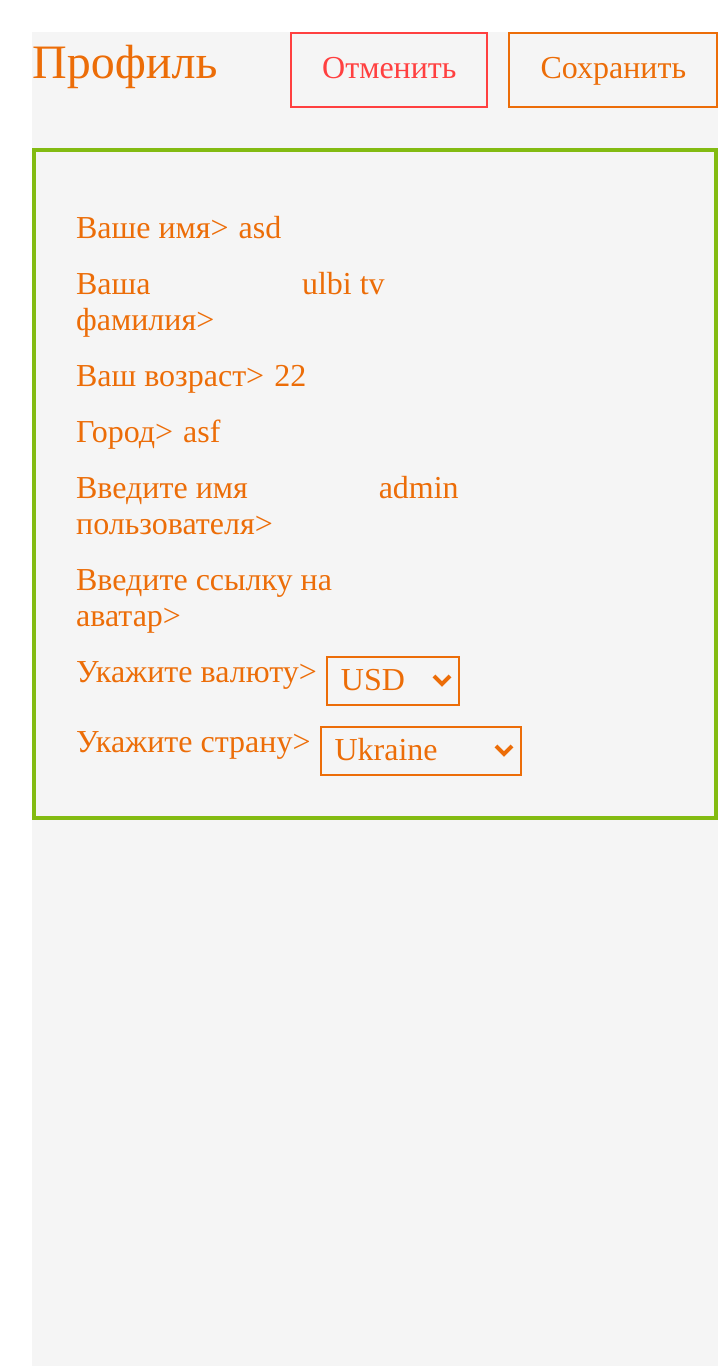 Профиль Отменить Сохранить
Ваше имя> asd
Ваша ulbi tv
фамилия>
Ваш возраст> 22
Город> asf
Введите имя admin
пользователя>
Введите ссылку на
аватар>
Укажите валюту> USD
Укажите страну> Ukraine